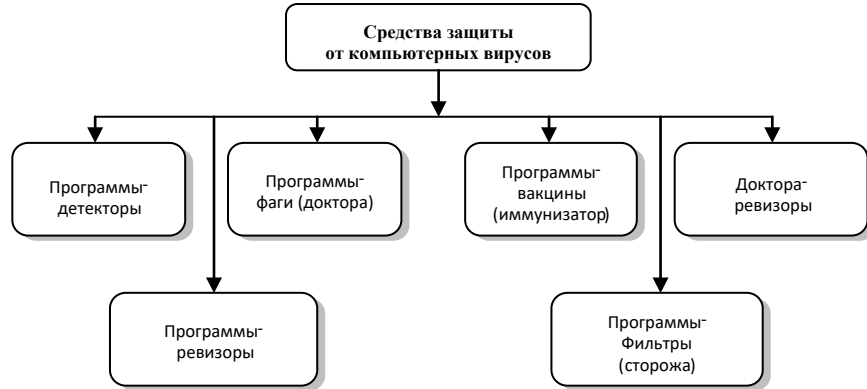 Средства защиты
от компьютерных вирусов
Программы-
детекторы
Программы-
фаги (доктора)
Программы-
вакцины
(иммунизатор)
Доктора-
ревизоры
Программы-
ревизоры
Программы-
Фильтры
(сторожа)